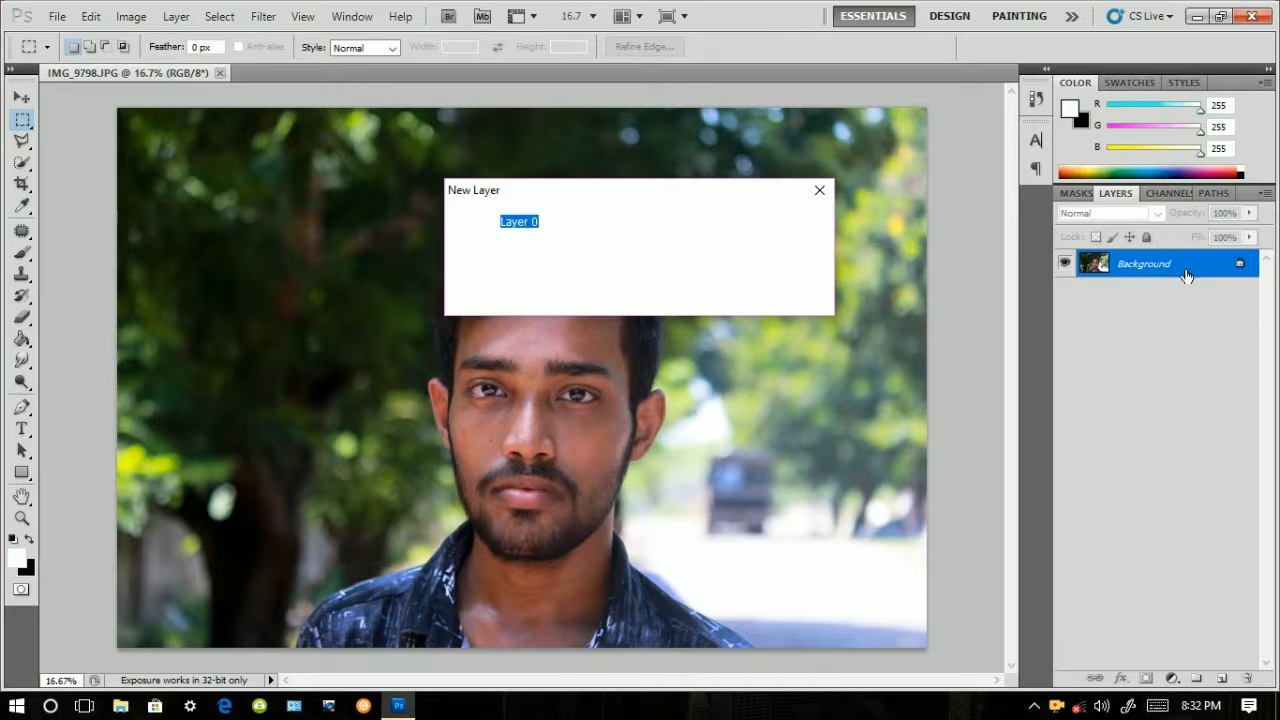 Ps File Edit Image Layer Select Filter View Window Help Br Mb 16.7 ESSENTIALS DESIGN PAINTING CS Live
Feather: 0 px Anti-alias Style: Normal Width: Height: Refine Edge...
IMG_9798.JPG @ 16.7% (RGB/8*)
COLOR SWATCHES STYLES
R 255
G 255
B 255
New Layer
Layer 0
MASKS LAYERS CHANNELS PATHS
Normal Opacity: 100%
Lock: Fill: 100%
Background
16.67% Exposure works in 32-bit only
Ps 8:32 PM